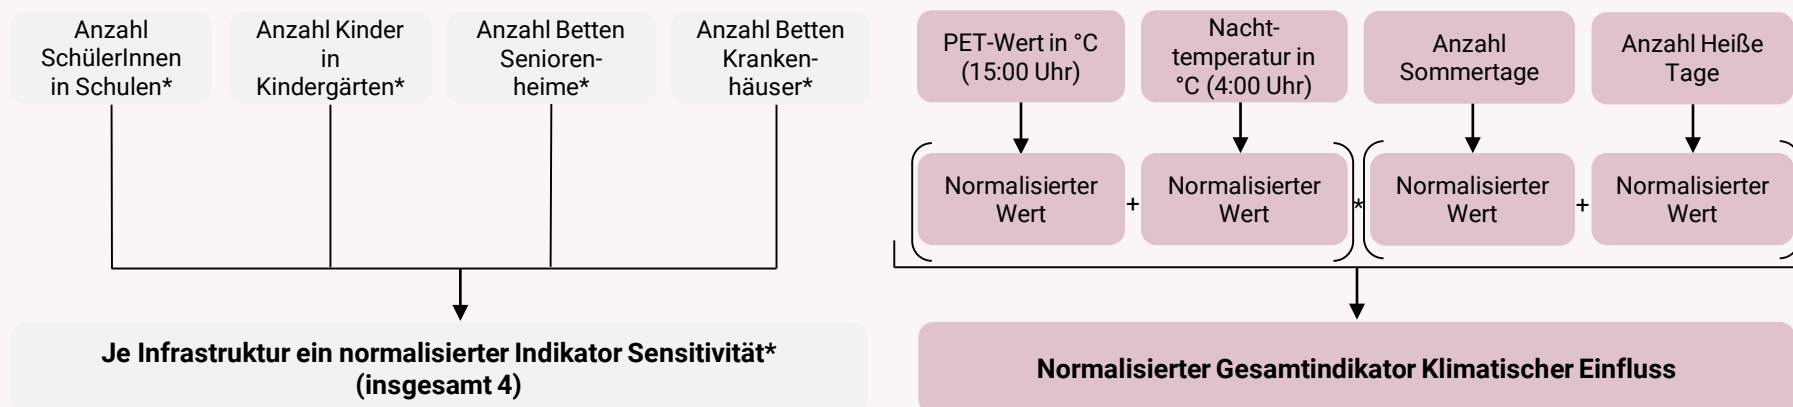 Anzahl
SchülerInnen
in Schulen*
Anzahl Kinder
in
Kindergärten*
Anzahl Betten
Senioren-
heime*
Anzahl Betten
Kranken-
häuser*
PET-Wert in °C
(15:00 Uhr)
Nacht-
temperatur in
°C (4:00 Uhr)
Anzahl
Sommertage
Anzahl Heiße
Tage
Normalisierter
Wert
+
Normalisierter
Wert
*
Normalisierter
Wert
+
Normalisierter
Wert
Je Infrastruktur ein normalisierter Indikator Sensitivität*
(insgesamt 4)
Normalisierter Gesamtindikator Klimatischer Einfluss